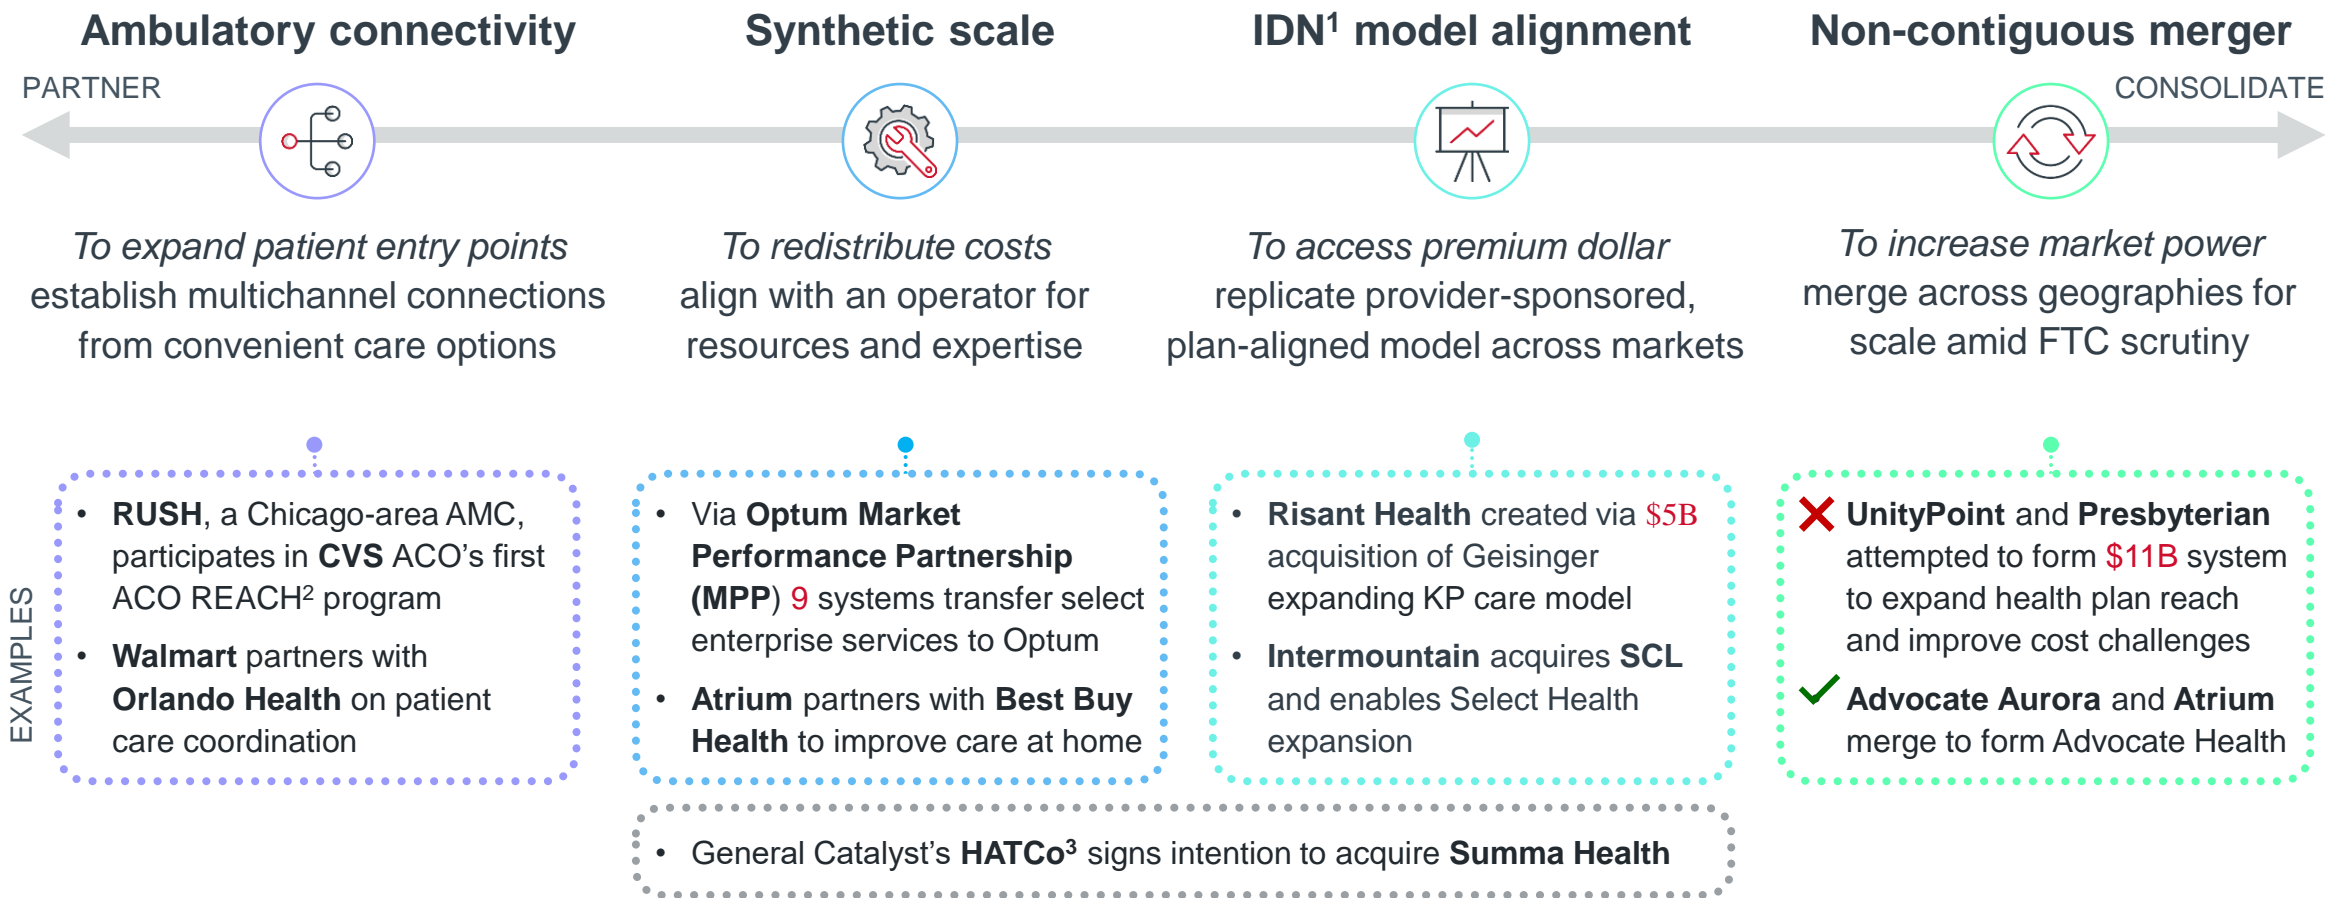 Ambulatory connectivity
Synthetic scale
IDN¹ model alignment
Non-contiguous merger
PARTNER
CONSOLIDATE
To expand patient entry points
establish multichannel connections
from convenient care options
To redistribute costs
align with an operator for
resources and expertise
To access premium dollar
replicate provider-sponsored,
plan-aligned model across markets
To increase market power
merge across geographies for
scale amid FTC scrutiny
EXAMPLES
• RUSH, a Chicago-area AMC,
participates in CVS ACO’s first
ACO REACH² program
• Walmart partners with
Orlando Health on patient
care coordination
• Via Optum Market
Performance Partnership
(MPP) 9 systems transfer select
enterprise services to Optum
• Atrium partners with Best Buy
Health to improve care at home
• Risant Health created via $5B
acquisition of Geisinger
expanding KP care model
• Intermountain acquires SCL
and enables Select Health
expansion
UnityPoint and Presbyterian
attempted to form $11B system
to expand health plan reach
and improve cost challenges
Advocate Aurora and Atrium
merge to form Advocate Health
• General Catalyst’s HATCo³ signs intention to acquire Summa Health